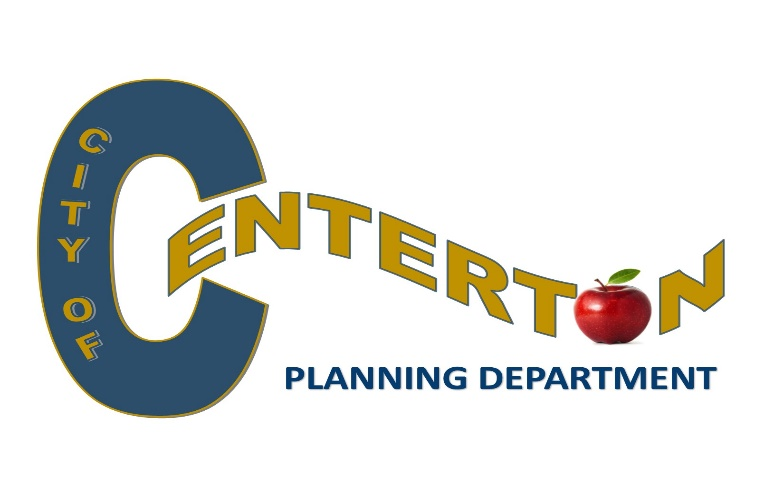 CITY OF
CENTERTON
PLANNING DEPARTMENT